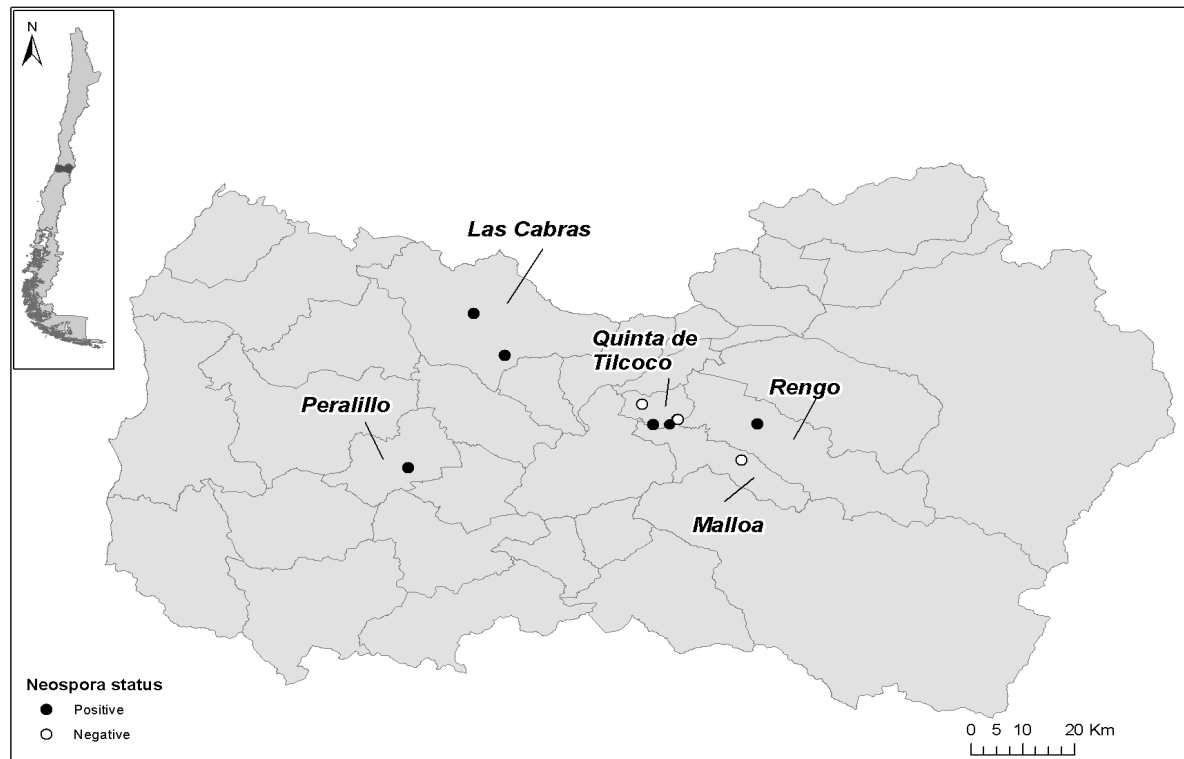 N
Las Cabras
Quinta de
Tilcoco
Rengo
Peralillo
Malloa
Neospora status
Positive
Negative
0 5 10 20 Km